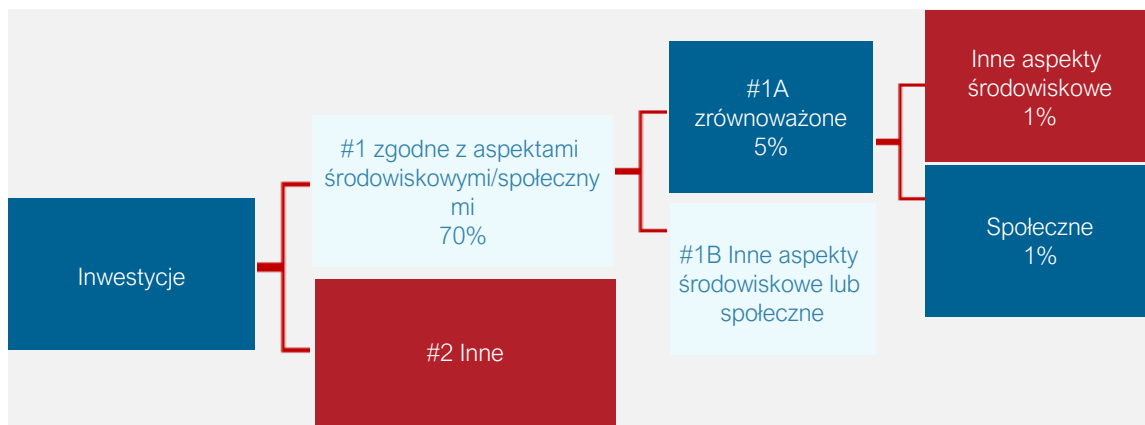 Inwestycje
#1 zgodne z aspektami
środowiskowymi/społeczny
mi
70%
#2 Inne
#1A
zrównoważone
5%
#1B Inne aspekty
środowiskowe lub
społeczne
Inne aspekty
środowiskowe
1%
Społeczne
1%